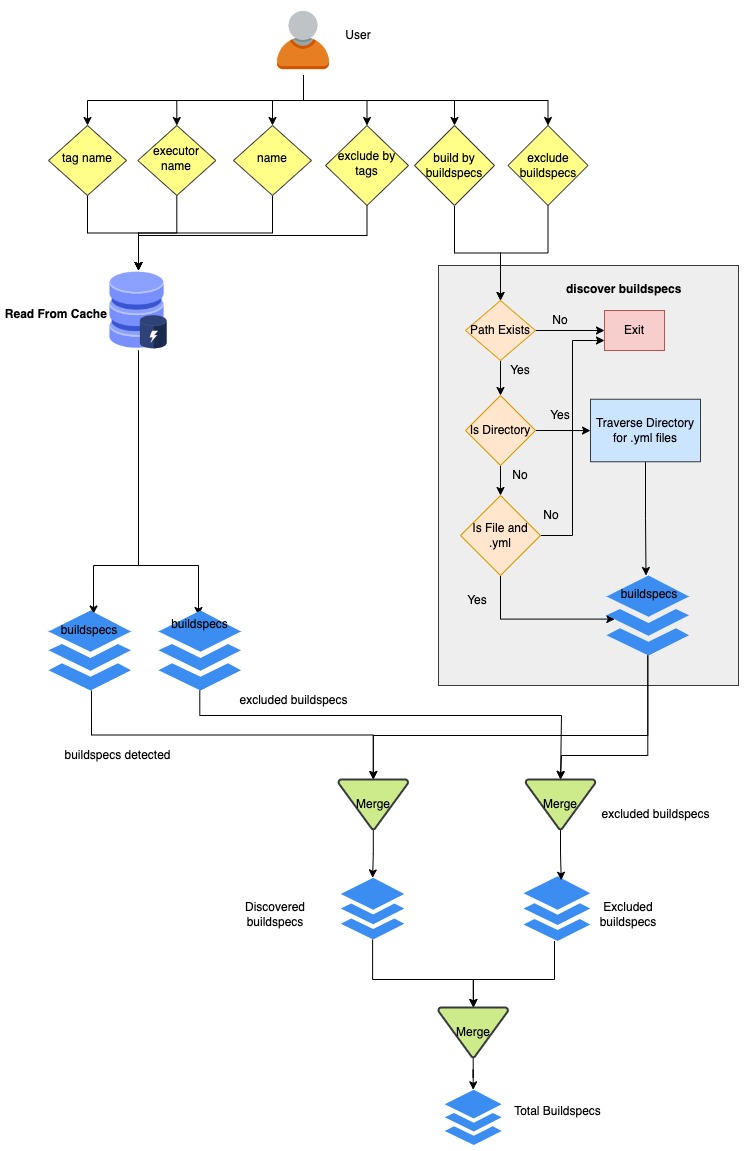 User
tag name
executor
name
name
exclude by
tags
build by
buildspecs
exclude
buildspecs
discover buildspecs
Read From Cache
Path Exists
No
Exit
Yes
Is Directory
Yes
Traverse Directory
for .yml files
No
Is File and
.yml
No
Yes
buildspecs
buildspecs
buildspecs
excluded buildspecs
buildspecs detected
Merge
Merge
excluded buildspecs
Discovered
buildspecs
Excluded
buildspecs
Merge
Total Buildspecs